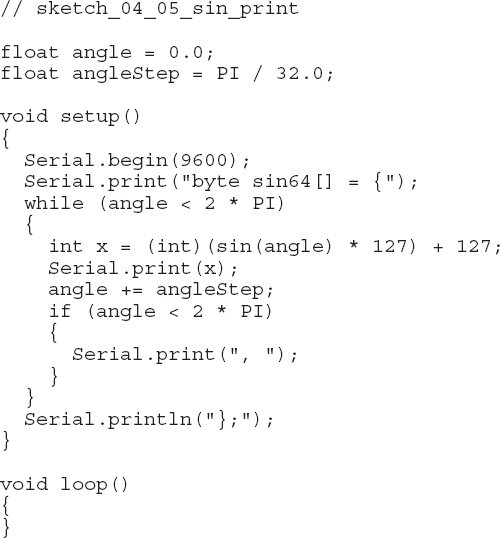 // sketch_04_05_sin_print

float angle = 0.0;
float angleStep = PI / 32.0;

void setup()
{
  Serial.begin(9600);
  Serial.print("byte sin64[] = {");
  while (angle < 2 * PI)
  {
    int x = (int)(sin(angle) * 127) + 127;
    Serial.print(x);
    angle += angleStep;
    if (angle < 2 * PI)
    {
      Serial.print(", ");
    }
  }
  Serial.println("};");
}

void loop()
{
}